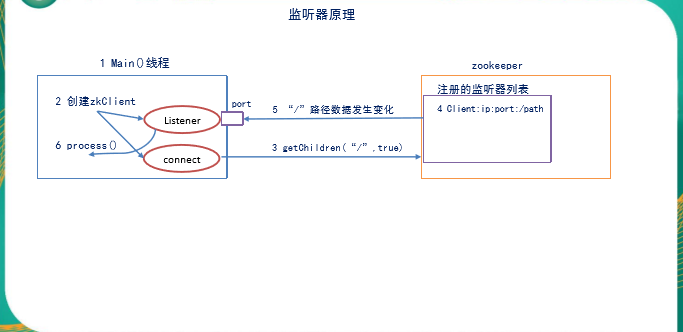 监听器原理
1 Main()线程
zookeeper
注册的监听器列表
2 创建zkClient
port
5 “/”路径数据发生变化
4 Client:ip:port:/path
Listener
6 process()
3 getChildren(“/”,true)
connect